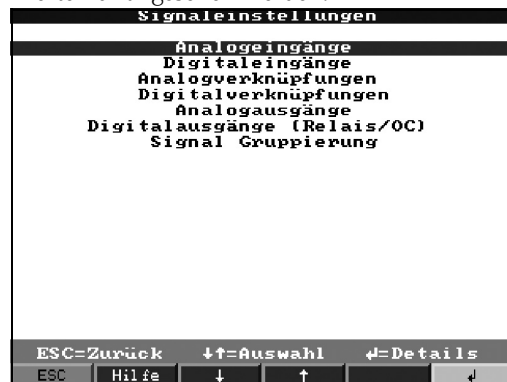 Signaleinstellungen
Analogeingänge
Digitaleingänge
Analogverknüpfungen
Digitalverknüpfungen
Analogausgänge
Digitalausgänge (Relais/OC)
Signal Gruppierung
ESC=Zurück ↓↑=Auswahl ↵=Details
ESC Hilfe ↓ ↑ ↵